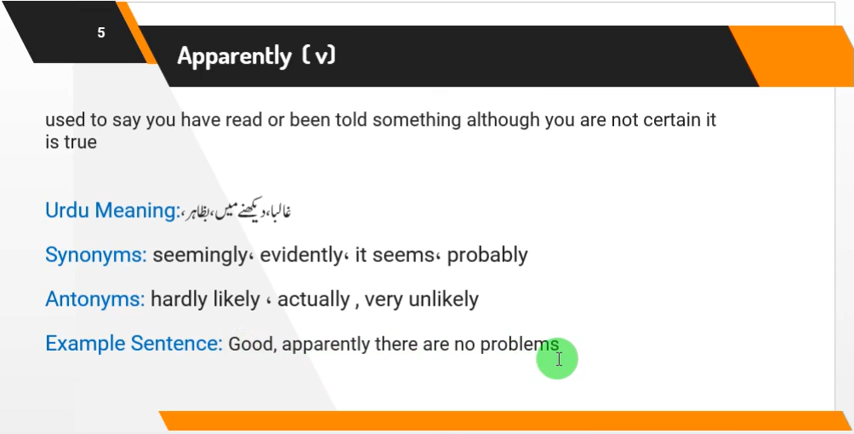 5
Apparently ( v)
used to say you have read or been told something although you are not certain it
is true
Urdu Meaning: غالبا، دیکھنے میں، بظاہر،
Synonyms: seemingly، evidently، it seems، probably
Antonyms: hardly likely ، actually , very unlikely
Example Sentence: Good, apparently there are no problems